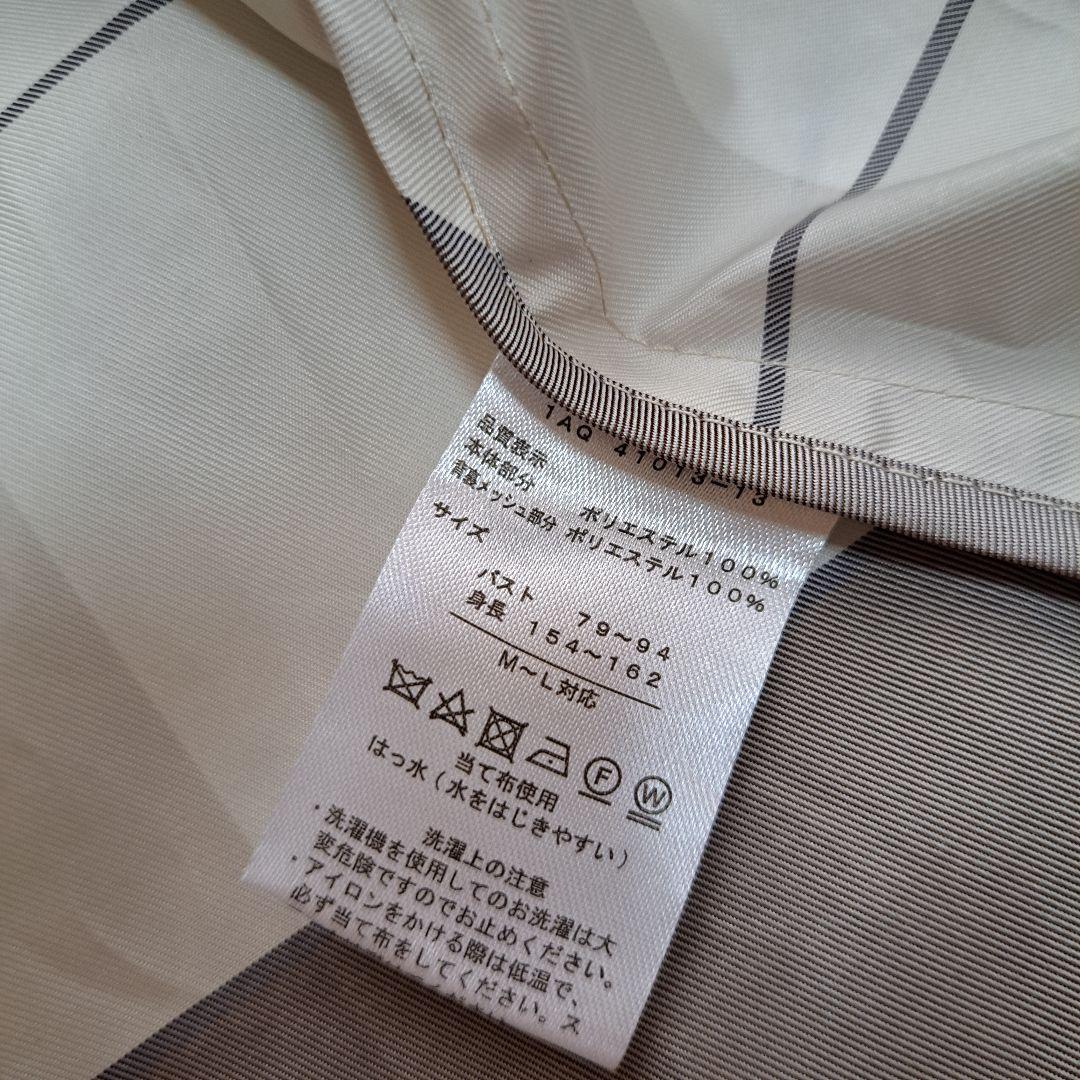 1AQ 41013-13
品質表示
本体部分 ポリエステル100%
背裏メッシュ部分 ポリエステル100%
サイズ
バスト 79～94
身長 154～162
M～L対応
F W
当て布使用
はっ水（水をはじきやすい）
洗濯上の注意
・洗濯機を使用してのお洗濯は大
変危険ですのでお止めください。
・アイロンをかける際は低温で、
必ず当て布をしてください。ス